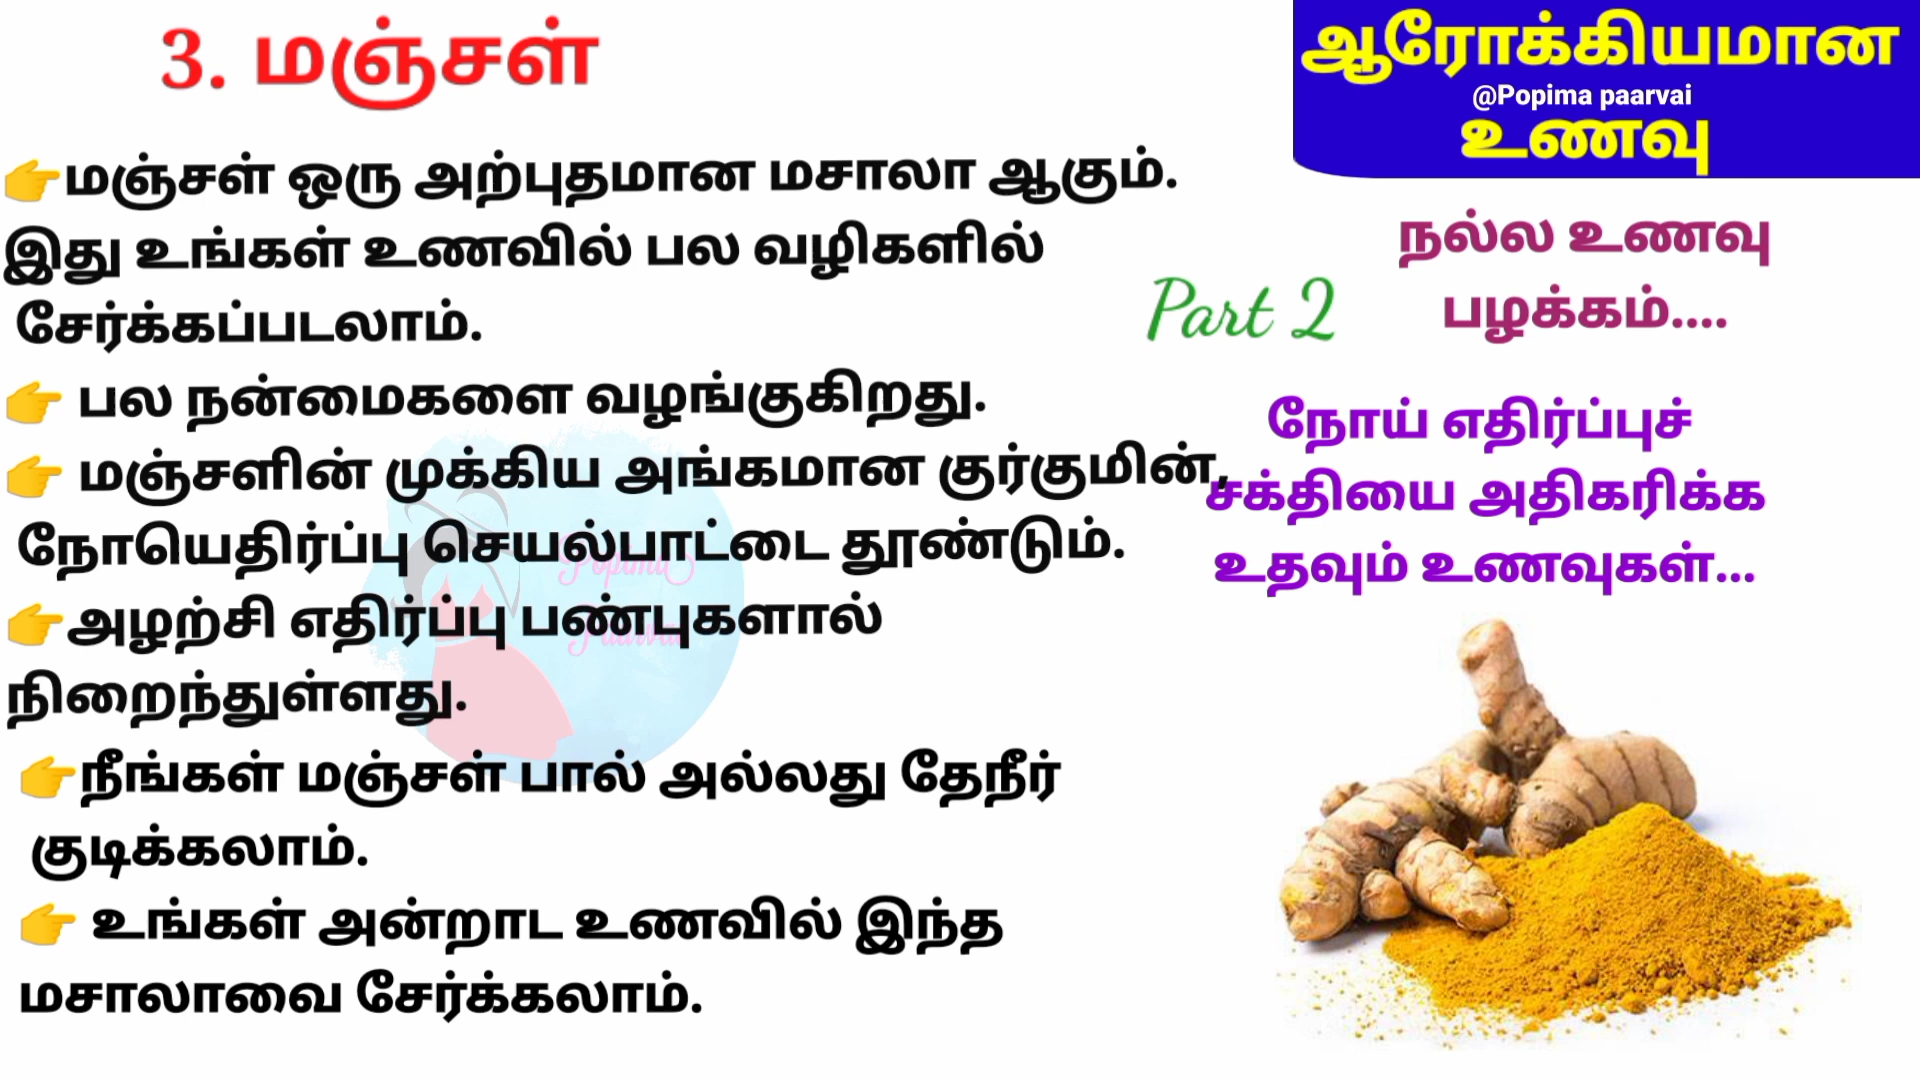 3. மஞ்சள்
👉மஞ்சள் ஒரு அற்புதமான மசாலா ஆகும்.
இது உங்கள் உணவில் பல வழிகளில்
சேர்க்கப்படலாம்.
👉 பல நன்மைகளை வழங்குகிறது.
👉 மஞ்சளின் முக்கிய அங்கமான குர்குமின்,
நோயெதிர்ப்பு செயல்பாட்டை தூண்டும்.
👉அழற்சி எதிர்ப்பு பண்புகளால்
நிறைந்துள்ளது.
👉நீங்கள் மஞ்சள் பால் அல்லது தேநீர்
குடிக்கலாம்.
👉 உங்கள் அன்றாட உணவில் இந்த
மசாலாவை சேர்க்கலாம்.
ஆரோக்கியமான
@Popima paarvai
உணவு
நல்ல உணவு
பழக்கம்....
Part 2
நோய் எதிர்ப்புச்
சக்தியை அதிகரிக்க
உதவும் உணவுகள்...
Popima
Paarvai